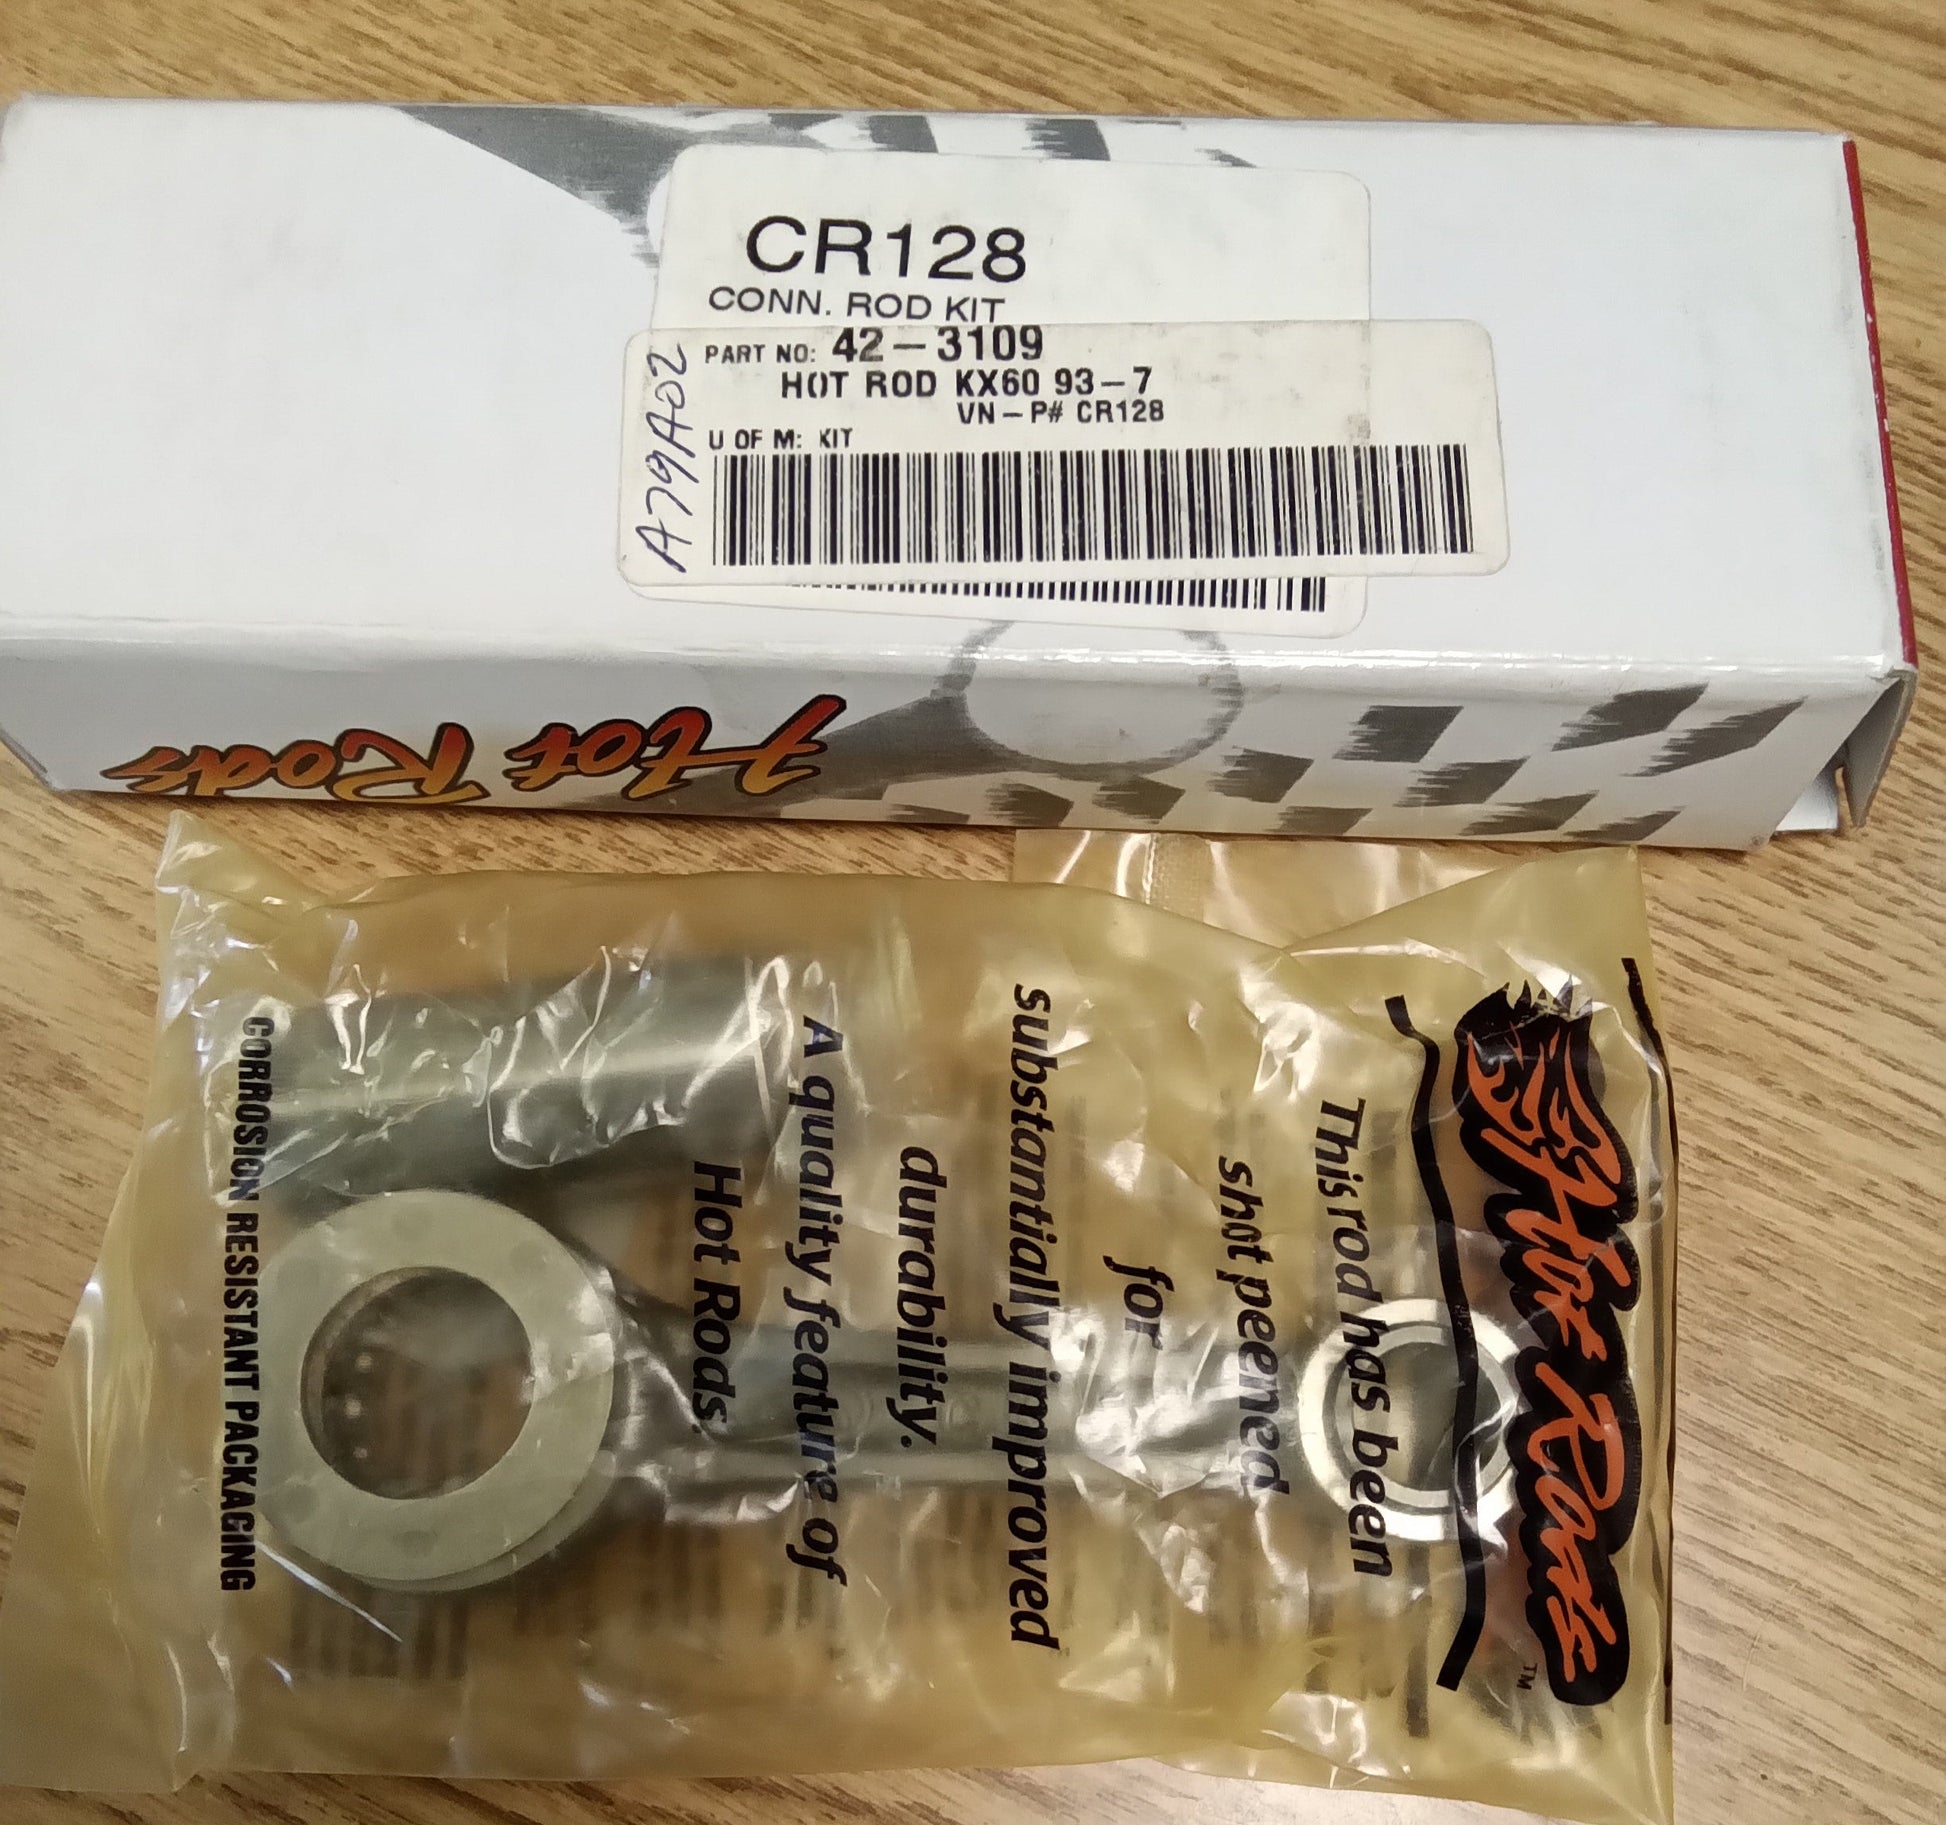 CR128
CONN. ROD KIT
PART NO: 42-3109
HOT ROD KX60 93-7
VN-P# CR128
U OF M: KIT
A79A02
Hot Rods
Hot Rods™
This rod has been
shot peened
for
substantially improved
durability.
A quality feature of
Hot Rods.
CORROSION RESISTANT PACKAGING